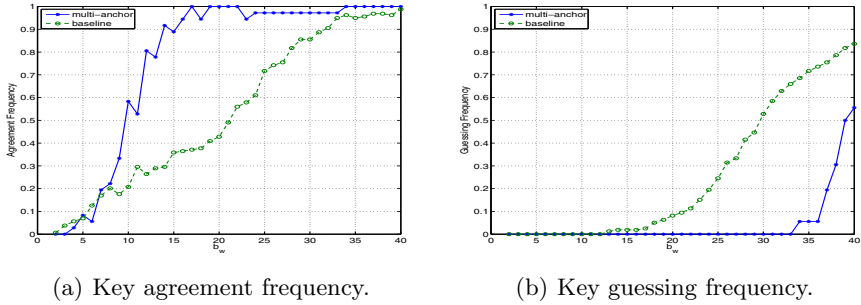 multi−anchor
baseline
Agreement Frequency
1
0.9
0.8
0.7
0.6
0.5
0.4
0.3
0.2
0.1
0
0 5 10 15 20 25 30 35 40
b_w
(a) Key agreement frequency.
multi−anchor
baseline
Guessing Frequency
1
0.9
0.8
0.7
0.6
0.5
0.4
0.3
0.2
0.1
0
0 5 10 15 20 25 30 35 40
b_w
(b) Key guessing frequency.